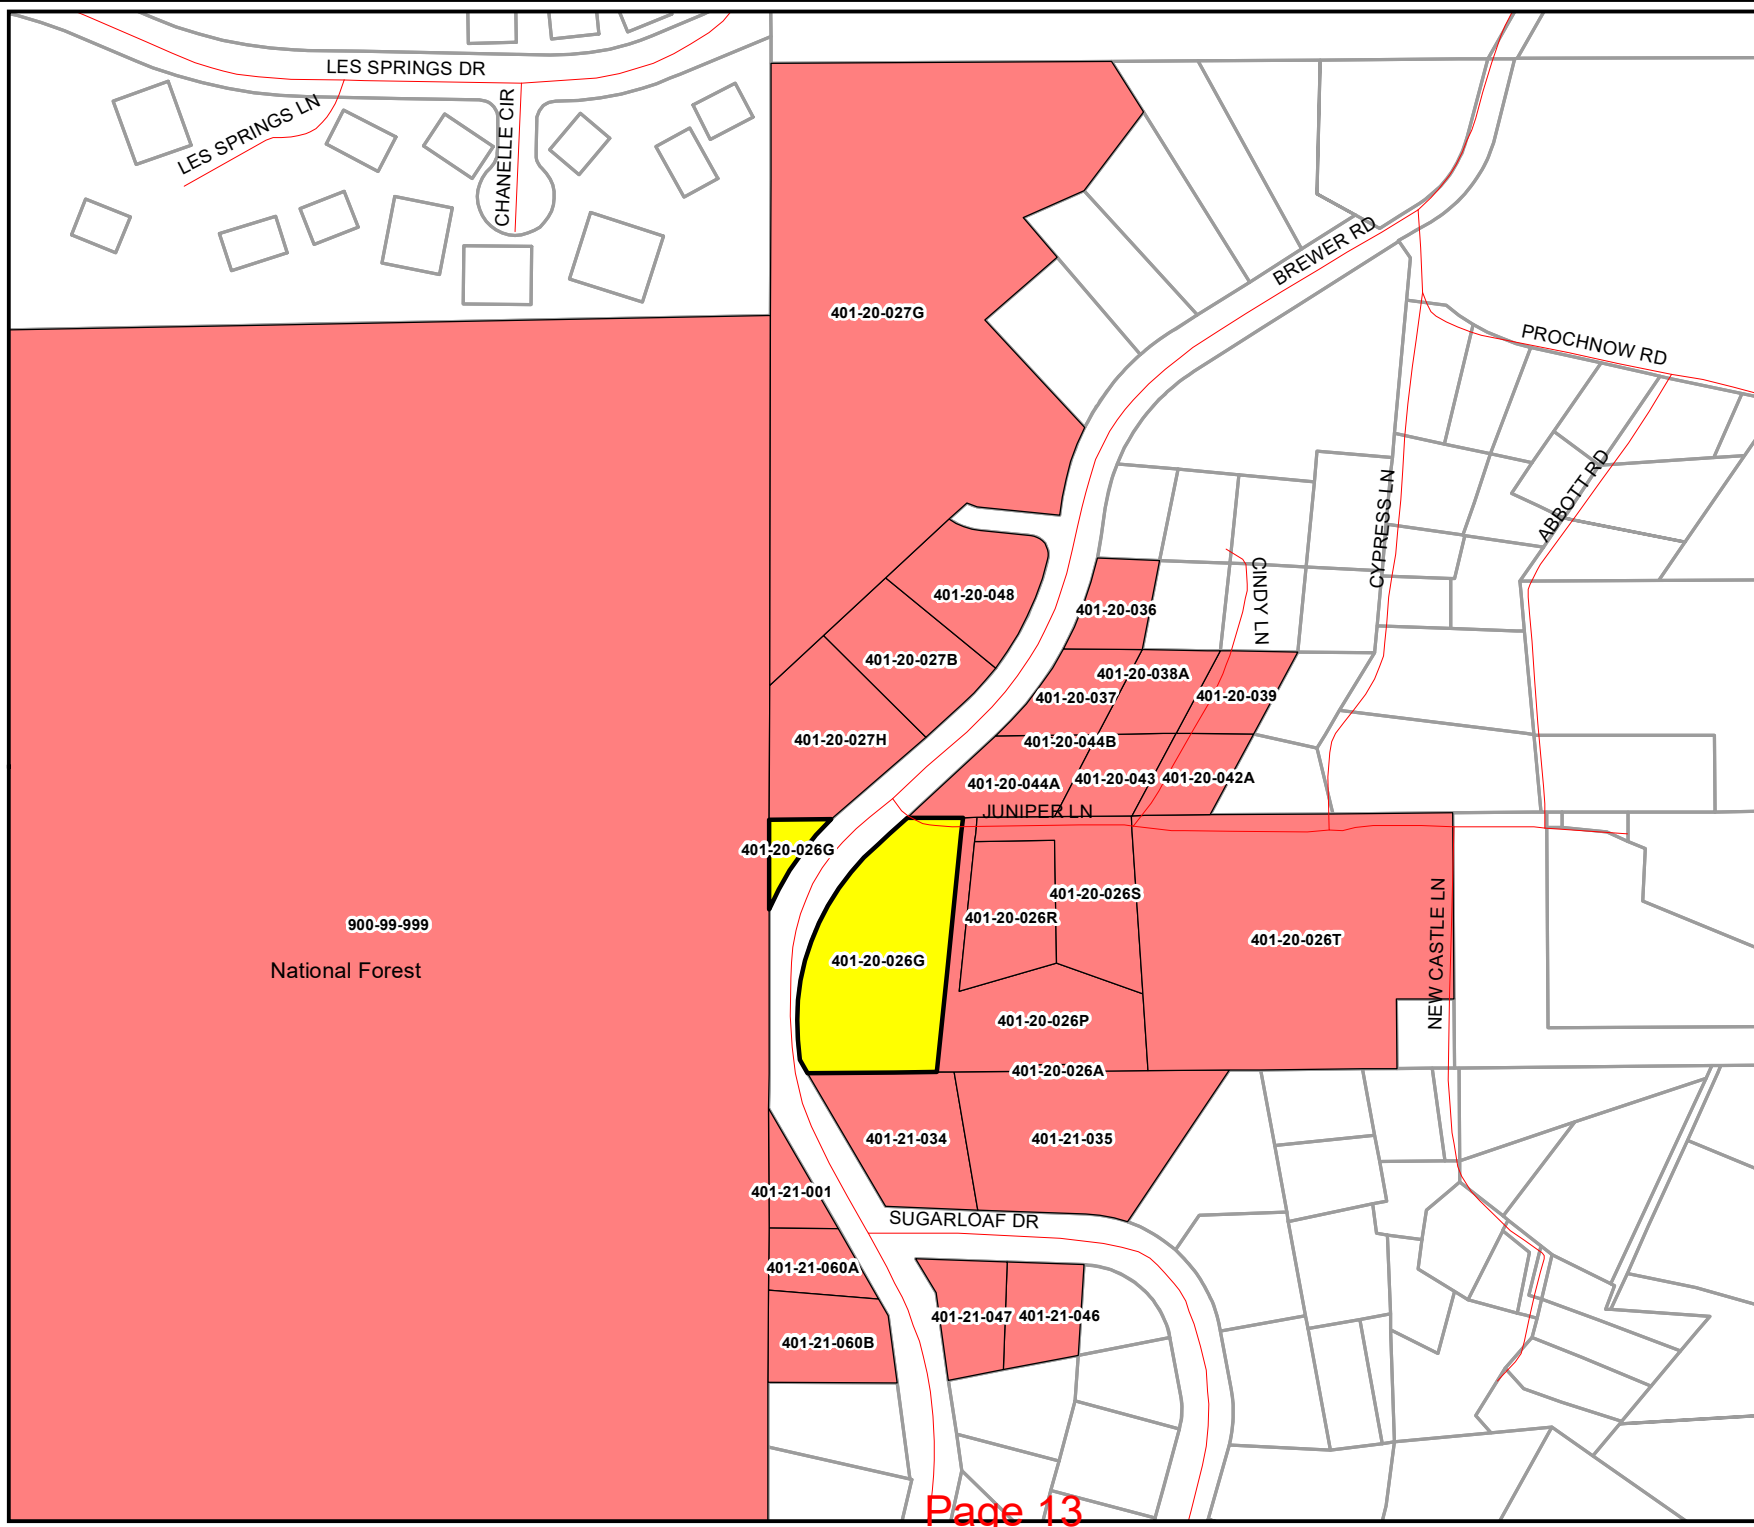 LES SPRINGS DR
LES SPRINGS LN
CHANELLE CIR
BREWER RD
401-20-027G
PROCHNOW RD
ABBOTT RD
CYPRESS LN
CINDY LN
401-20-048
401-20-036
401-20-027B
401-20-038A
401-20-037
401-20-039
401-20-027H
401-20-044B
401-20-043
401-20-042A
401-20-044A
JUNIPER LN
401-20-026G
401-20-026S
401-20-026R
900-99-999
401-20-026T
NEW CASTLE LN
401-20-026G
National Forest
401-20-026P
401-20-026A
401-21-034
401-21-035
401-21-001
SUGARLOAF DR
401-21-060A
401-21-047
401-21-046
401-21-060B
Page 13